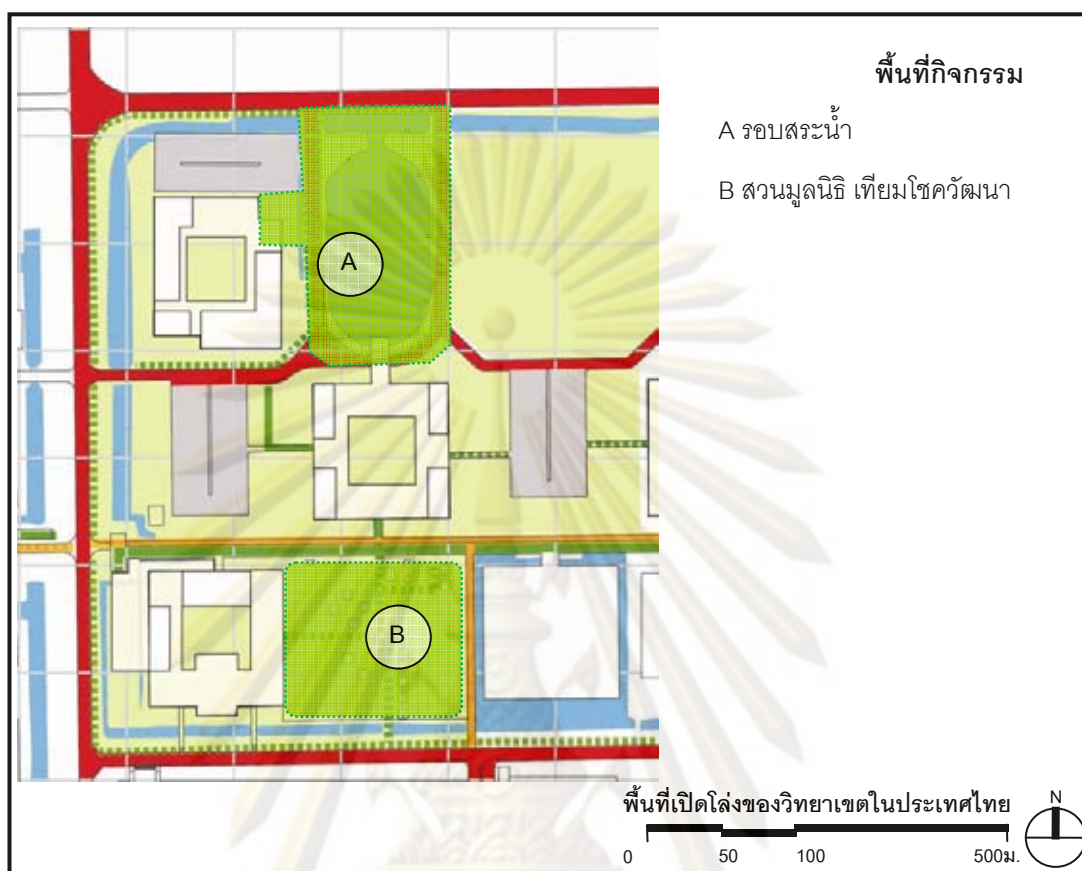 พื้นที่กิจกรรม
A รอบสระน้ำ
B สวนมูลนิธิ เทียมโชควัฒนา
A
B
พื้นที่เปิดโล่งของวิทยาเขตในประเทศไทย
N
0 50 100 500ม.